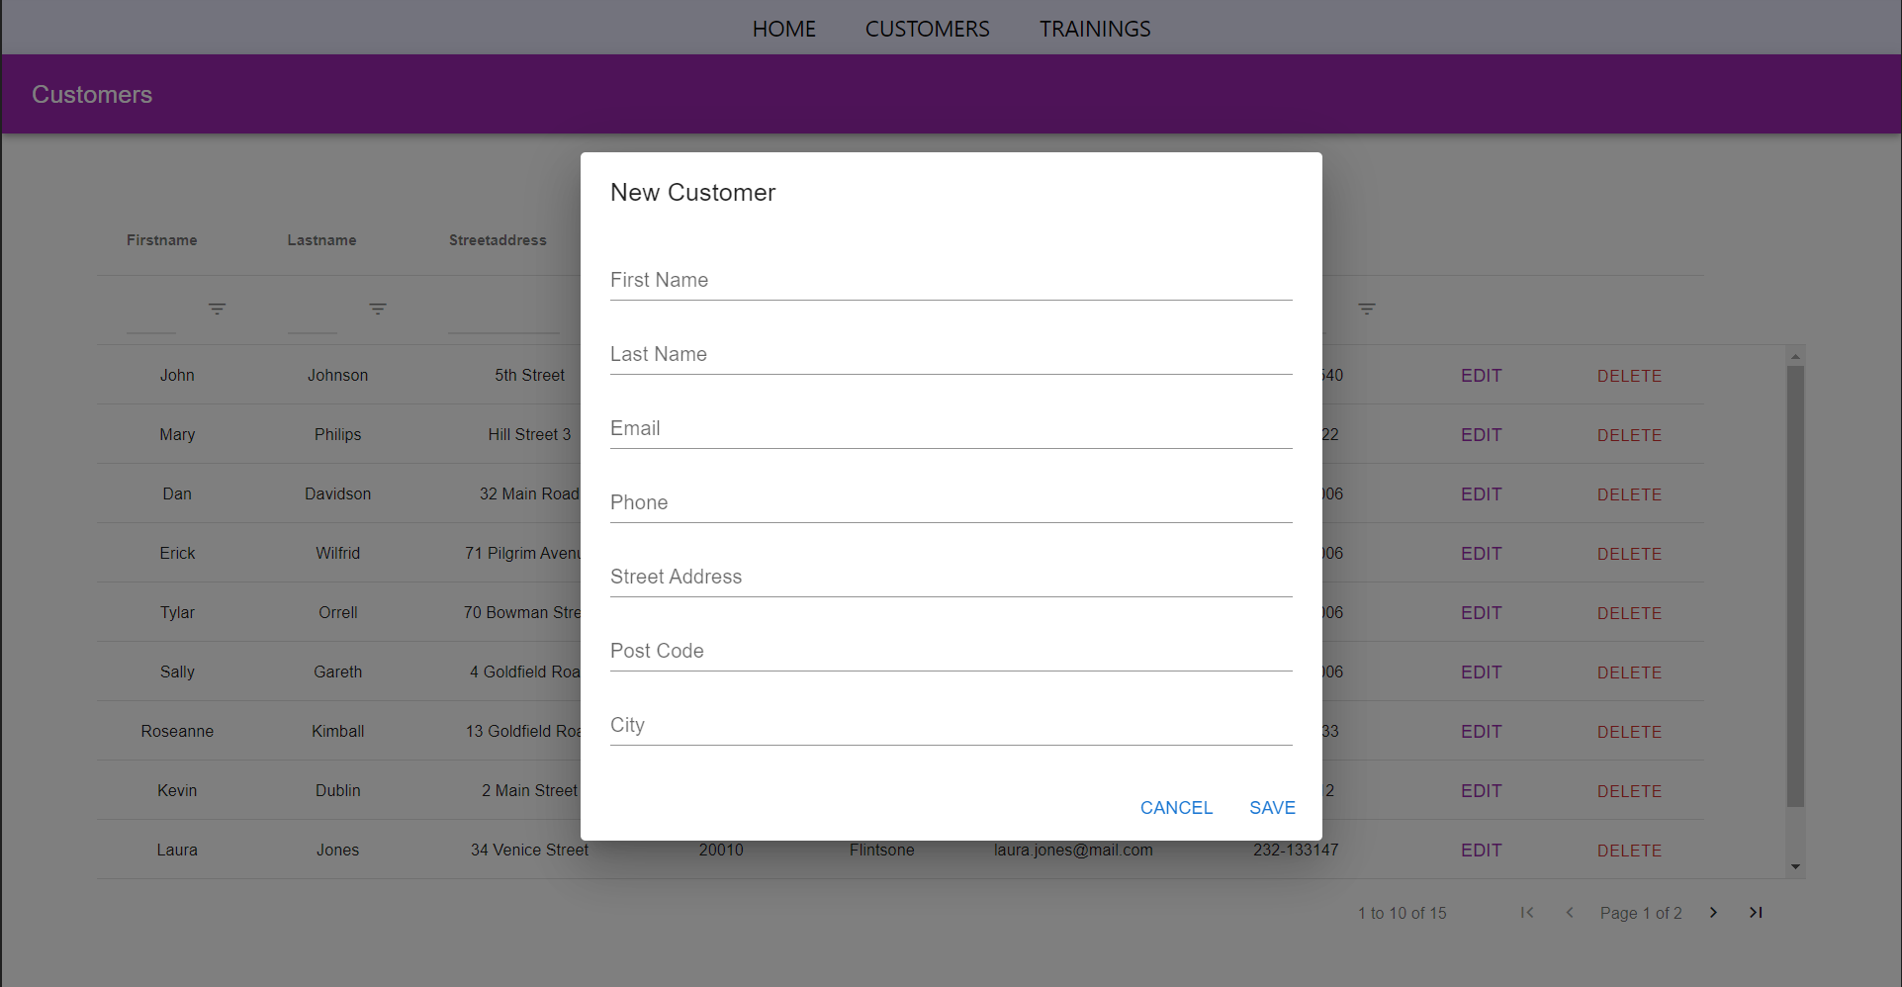 HOME CUSTOMERS TRAININGS
Customers
New Customer
Firstname Lastname Streetaddress
First Name
Last Name
Email
Phone
Street Address
Post Code
City
CANCEL SAVE
John Johnson 5th Street 540 EDIT DELETE
Mary Philips Hill Street 3 22 EDIT DELETE
Dan Davidson 32 Main Road 006 EDIT DELETE
Erick Wilfrid 71 Pilgrim Avenu 006 EDIT DELETE
Tylar Orrell 70 Bowman Stre 006 EDIT DELETE
Sally Gareth 4 Goldfield Roa 006 EDIT DELETE
Roseanne Kimball 13 Goldfield Roa 33 EDIT DELETE
Kevin Dublin 2 Main Street 2 EDIT DELETE
Laura Jones 34 Venice Street 20010 Flintsone laura.jones@mail.com 232-133147 EDIT DELETE
1 to 10 of 15 Page 1 of 2